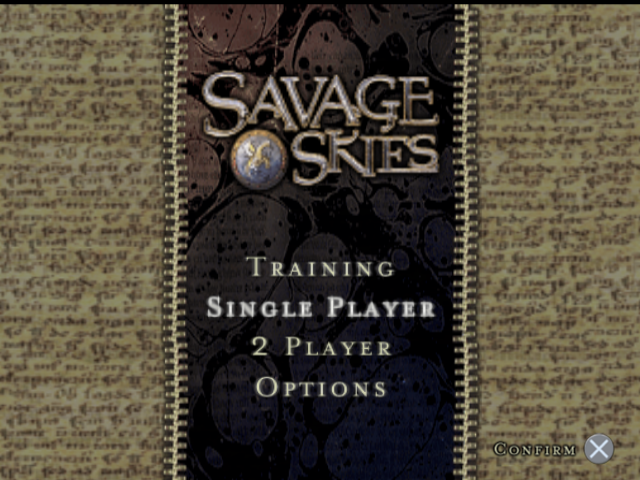 SAVAGE
SKIES
TRAINING
SINGLE PLAYER
2 PLAYER
OPTIONS
CONFIRM